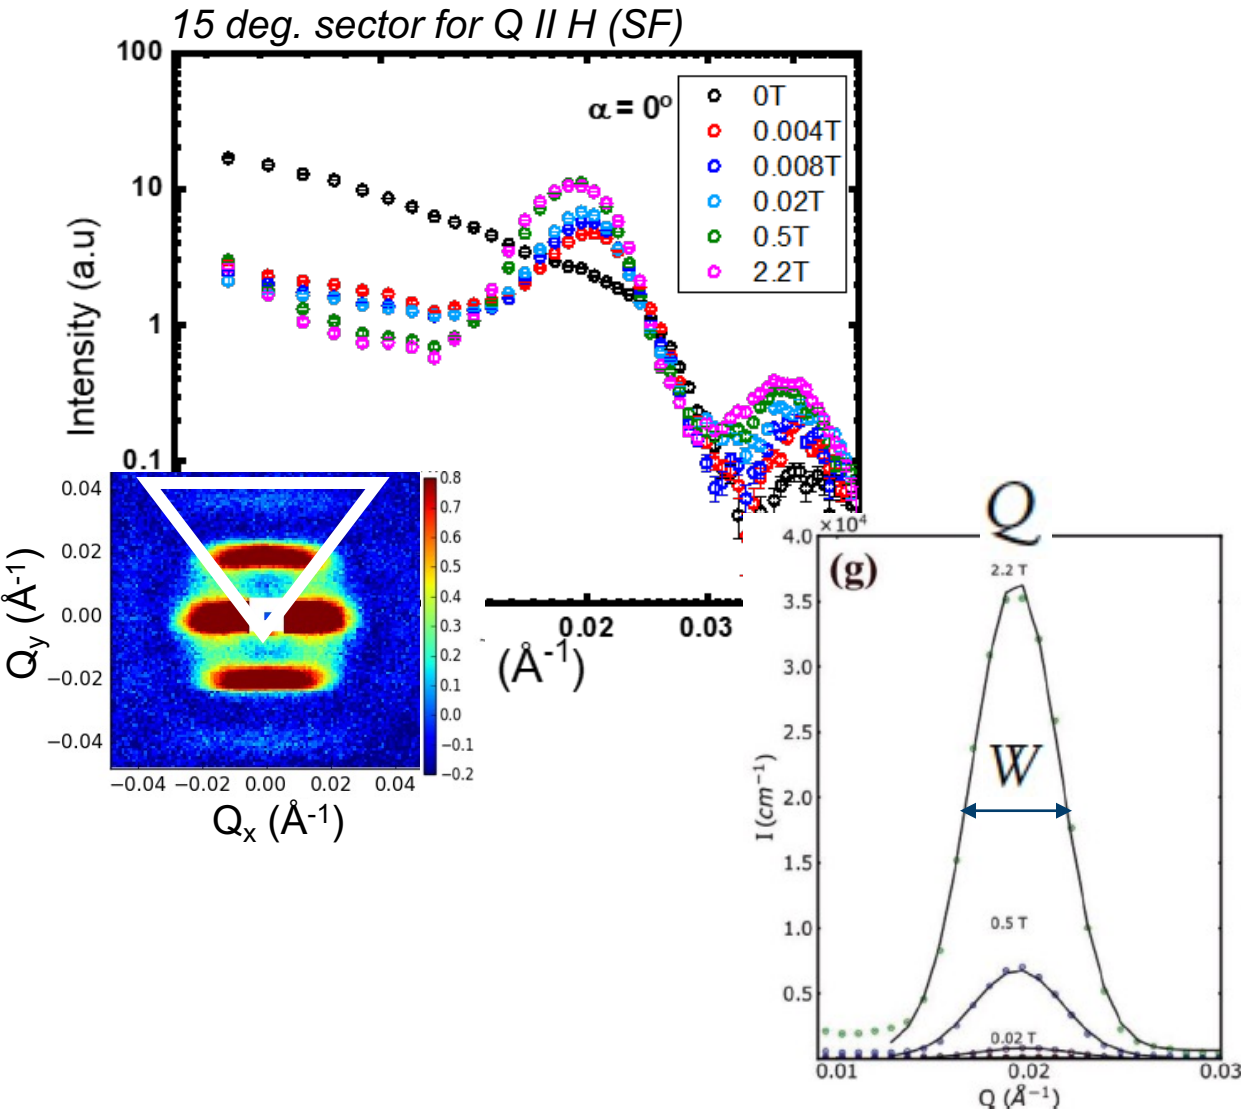 15 deg. sector for Q II H (SF)
100
10
1
0.1
Intensity (a.u)
α = 0º
0T
0.004T
0.008T
0.02T
0.5T
2.2T
0.02
0.03
(Å-1)
0.04
0.02
0.00
−0.02
−0.04
Qy (Å-1)
−0.04 −0.02 0.00 0.02 0.04
Qx (Å-1)
0.8
0.7
0.6
0.5
0.4
0.3
0.2
0.1
0.0
−0.1
−0.2
Q
×10⁴
(g)
4.0
3.5
3.0
2.5
2.0
1.5
1.0
0.5
I (cm⁻¹)
2.2 T
W
0.5 T
0.02 T
0.01
0.02
0.03
Q (Å⁻¹)